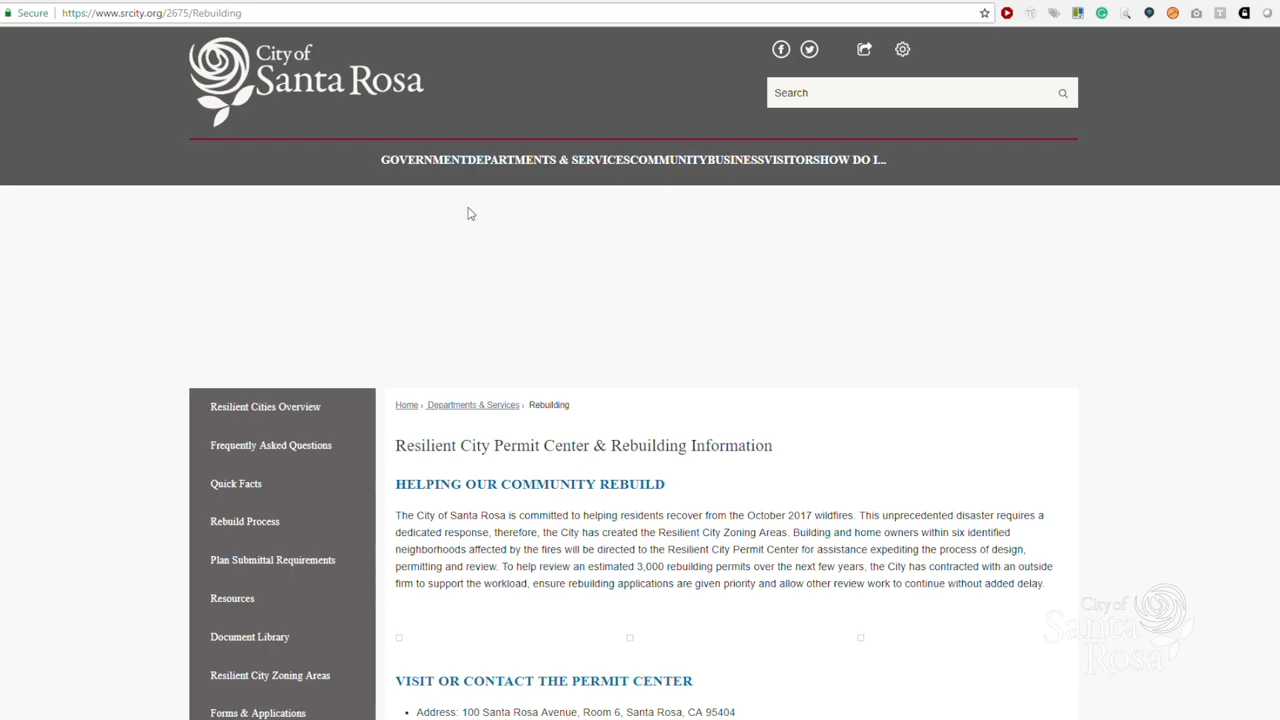 Secure https://www.srcity.org/2675/Rebuilding
City of
Santa Rosa
Search
GOVERNMENTDEPARTMENTS & SERVICESCOMMUNITYBUSINESSVISITORSHOW DO I...
Resilient Cities Overview
Frequently Asked Questions
Quick Facts
Rebuild Process
Plan Submittal Requirements
Resources
Document Library
Resilient City Zoning Areas
Forms & Applications
Home › Departments & Services › Rebuilding
Resilient City Permit Center & Rebuilding Information
HELPING OUR COMMUNITY REBUILD
The City of Santa Rosa is committed to helping residents recover from the October 2017 wildfires. This unprecedented disaster requires a
dedicated response, therefore, the City has created the Resilient City Zoning Areas. Building and home owners within six identified
neighborhoods affected by the fires will be directed to the Resilient City Permit Center for assistance expediting the process of design,
permitting and review. To help review an estimated 3,000 rebuilding permits over the next few years, the City has contracted with an outside
firm to support the workload, ensure rebuilding applications are given priority and allow other review work to continue without added delay.
VISIT OR CONTACT THE PERMIT CENTER
• Address: 100 Santa Rosa Avenue, Room 6, Santa Rosa, CA 95404
City of
Santa
Rosa